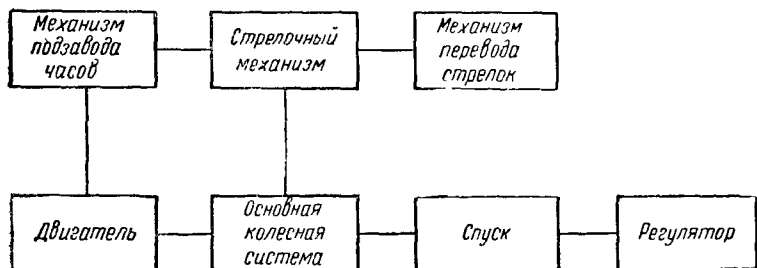 Механизм
подзавода
часов
Стрелочный
механизм
Механизм
перевода
стрелок
Двигатель
Основная
колесная
система
Спуск
Регулятор